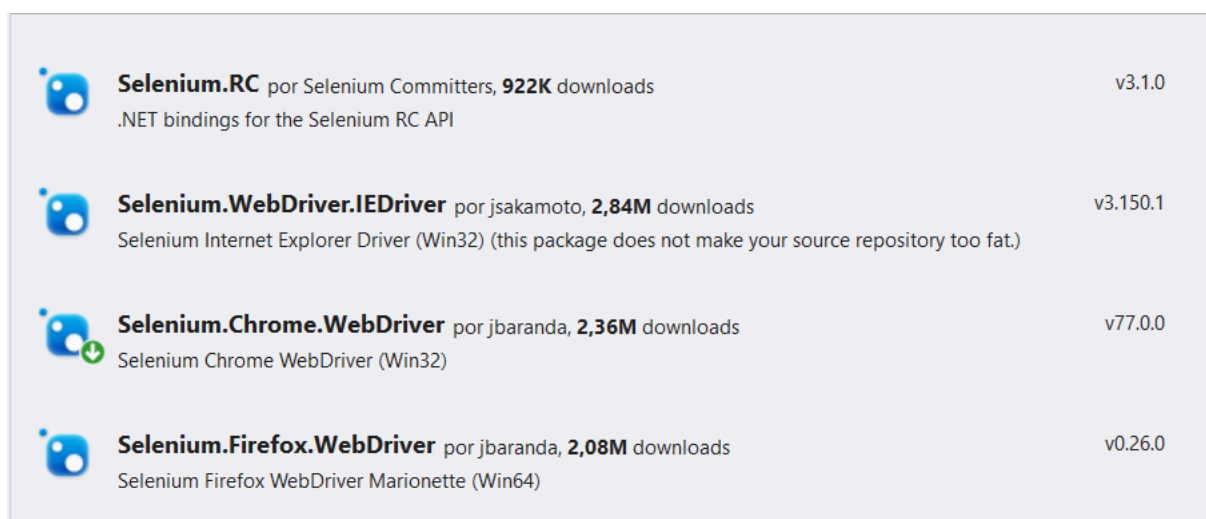 Selenium.RC por Selenium Committers, 922K downloads v3.1.0
.NET bindings for the Selenium RC API
Selenium.WebDriver.IEDriver por jsakamoto, 2,84M downloads v3.150.1
Selenium Internet Explorer Driver (Win32) (this package does not make your source repository too fat.)
Selenium.Chrome.WebDriver por jbaranda, 2,36M downloads v77.0.0
Selenium Chrome WebDriver (Win32)
Selenium.Firefox.WebDriver por jbaranda, 2,08M downloads v0.26.0
Selenium Firefox WebDriver Marionette (Win64)